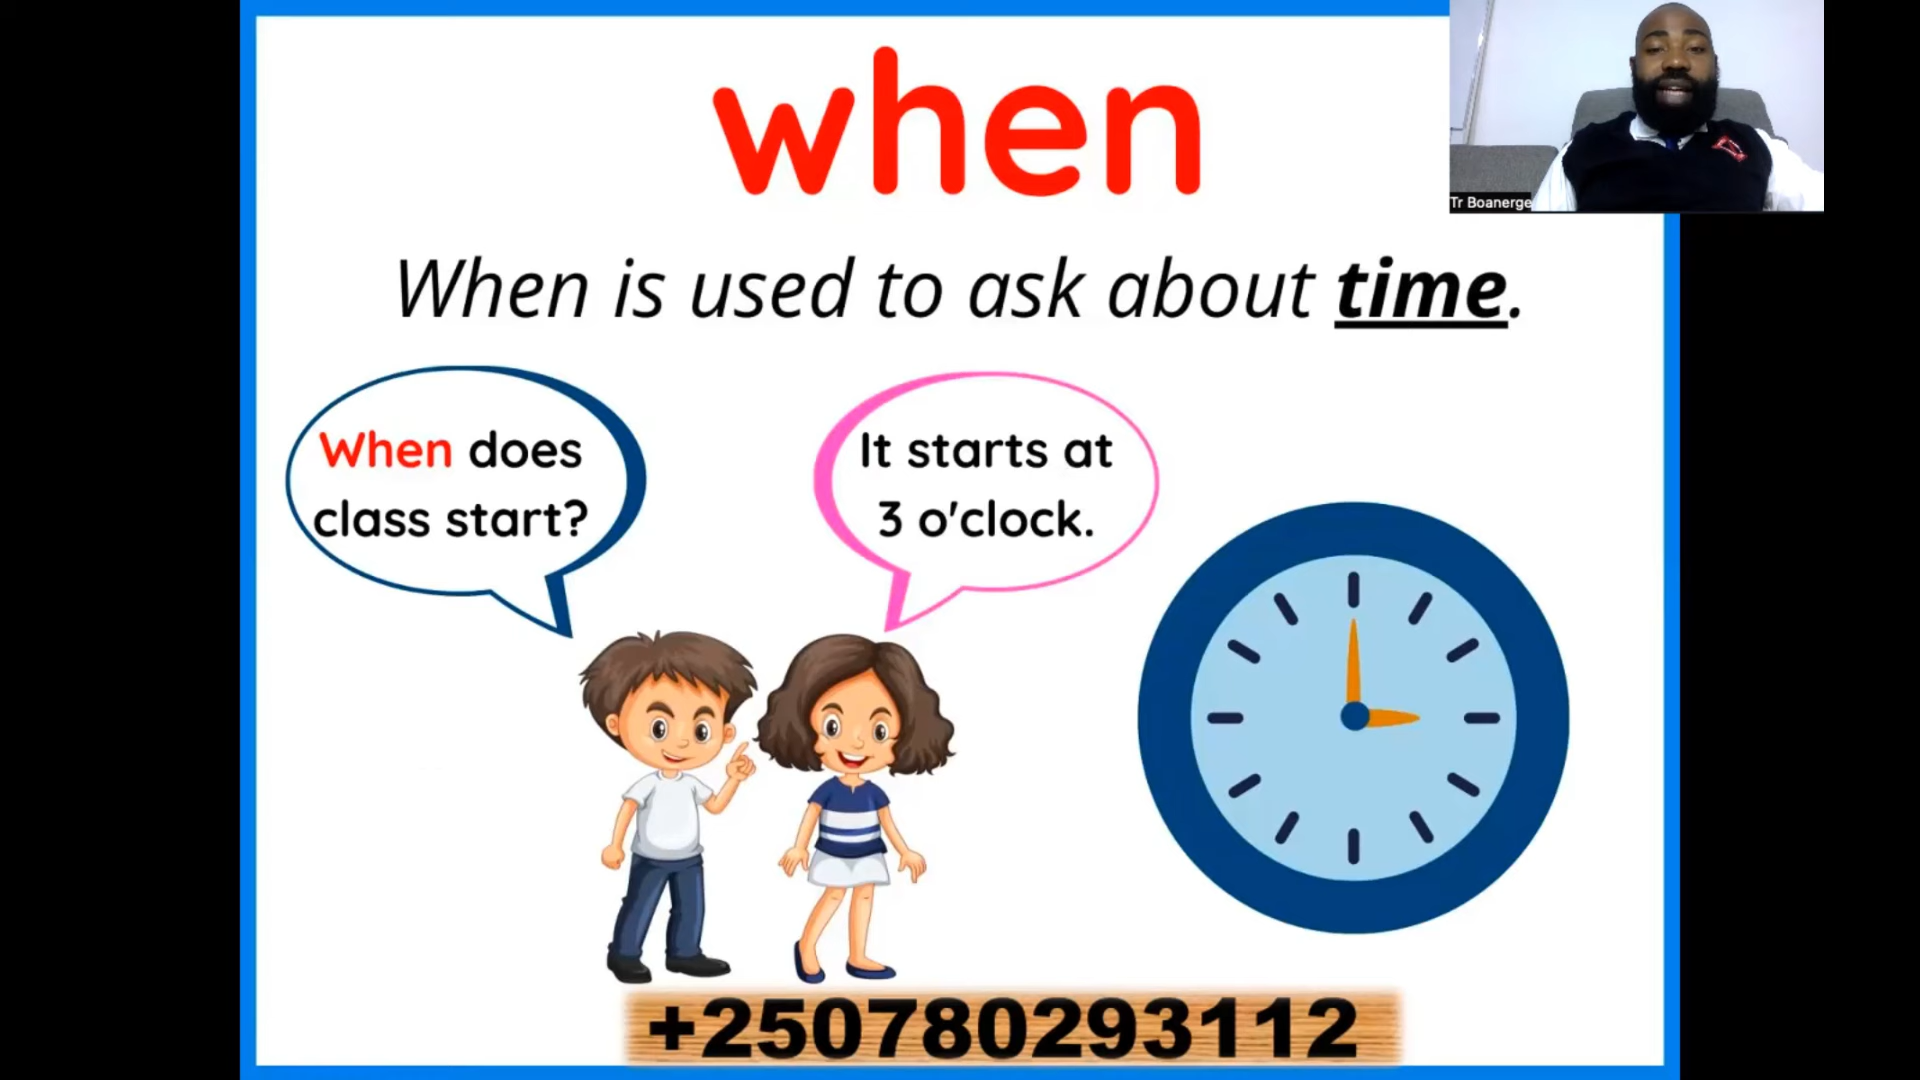 when
Tr Boanerge
When is used to ask about time.
When does
class start?
It starts at
3 o'clock.
+250780293112